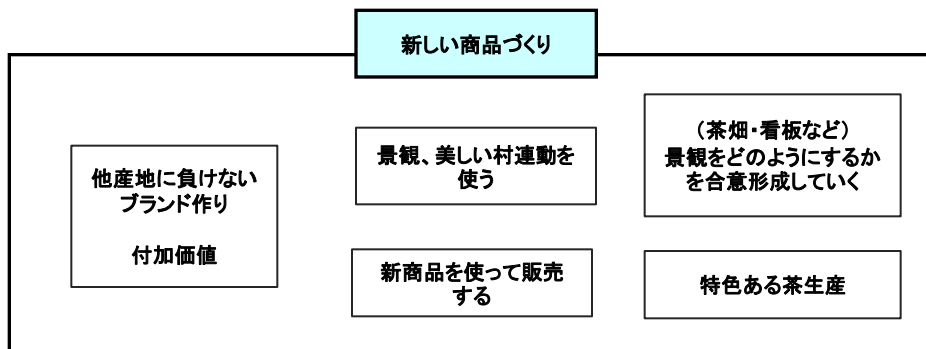 新しい商品づくり
他産地に負けない
ブランド作り
付加価値
景観、美しい村連動を
使う
新商品を使って販売
する
（茶畑・看板など）
景観をどのようにするか
を合意形成していく
特色ある茶生産